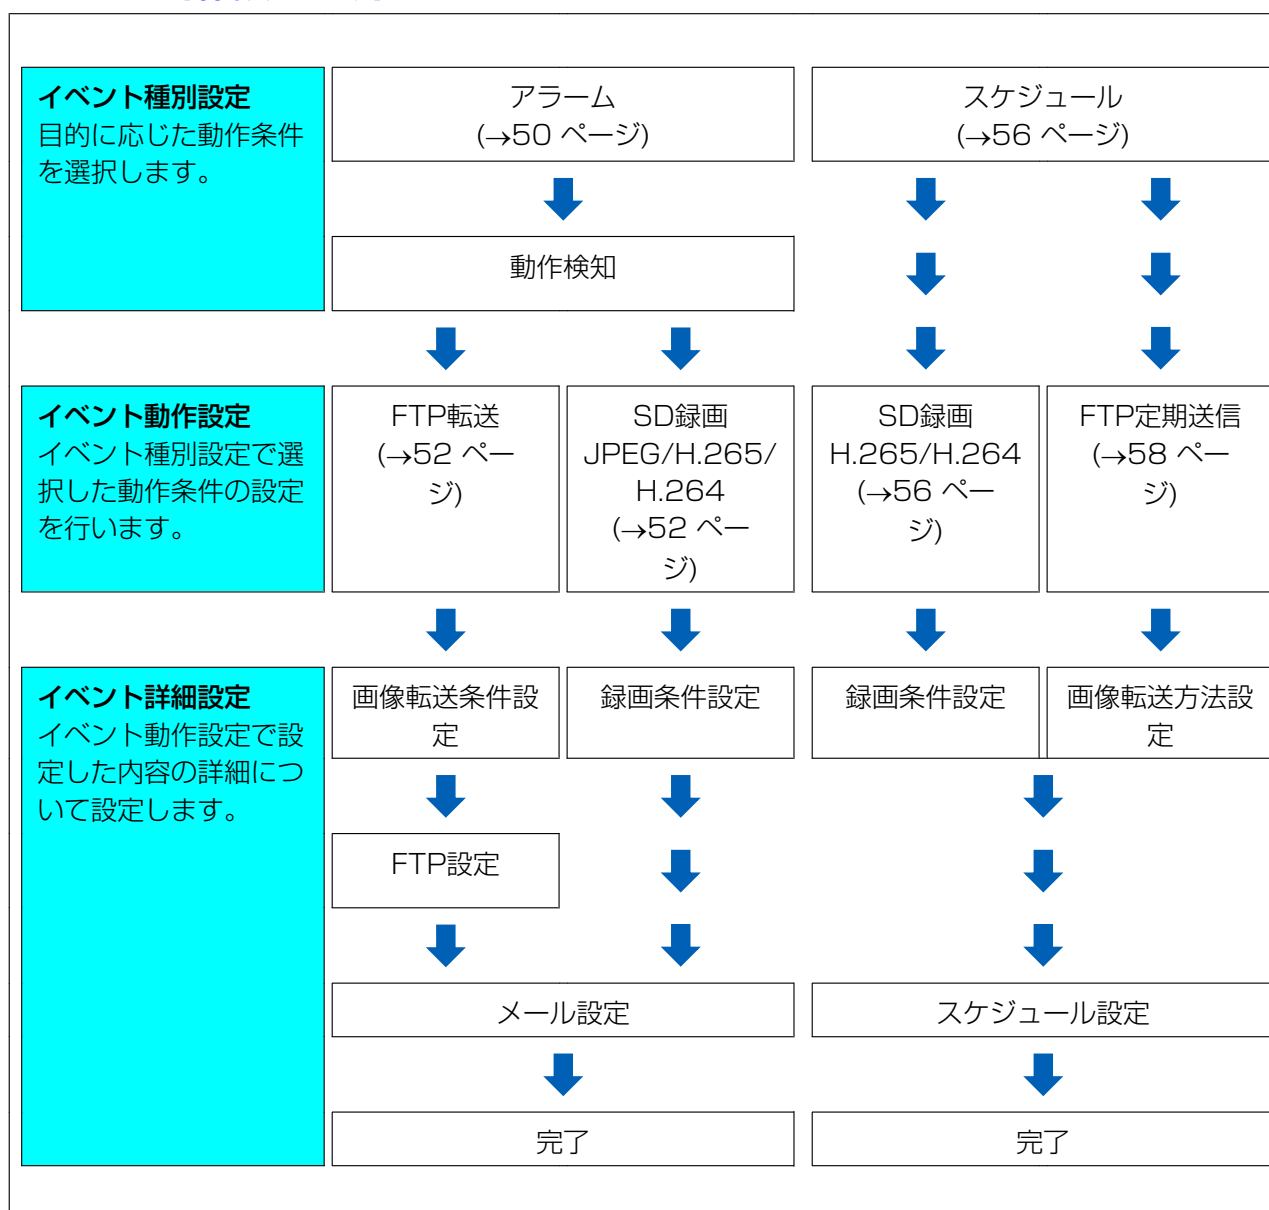 イベント種別設定
目的に応じた動作条件
を選択します。
アラーム
(→50 ページ)
スケジュール
(→56 ページ)
動作検知
イベント動作設定
イベント種別設定で選
択した動作条件の設定
を行います。
FTP転送
(→52 ペー
ジ)
SD録画
JPEG/H.265/
H.264
(→52 ペー
ジ)
SD録画
H.265/H.264
(→56 ペー
ジ)
FTP定期送信
(→58 ペー
ジ)
イベント詳細設定
イベント動作設定で設
定した内容の詳細につ
いて設定します。
画像転送条件設
定
録画条件設定
録画条件設定
画像転送方法設
定
FTP設定
メール設定
スケジュール設定
完了
完了